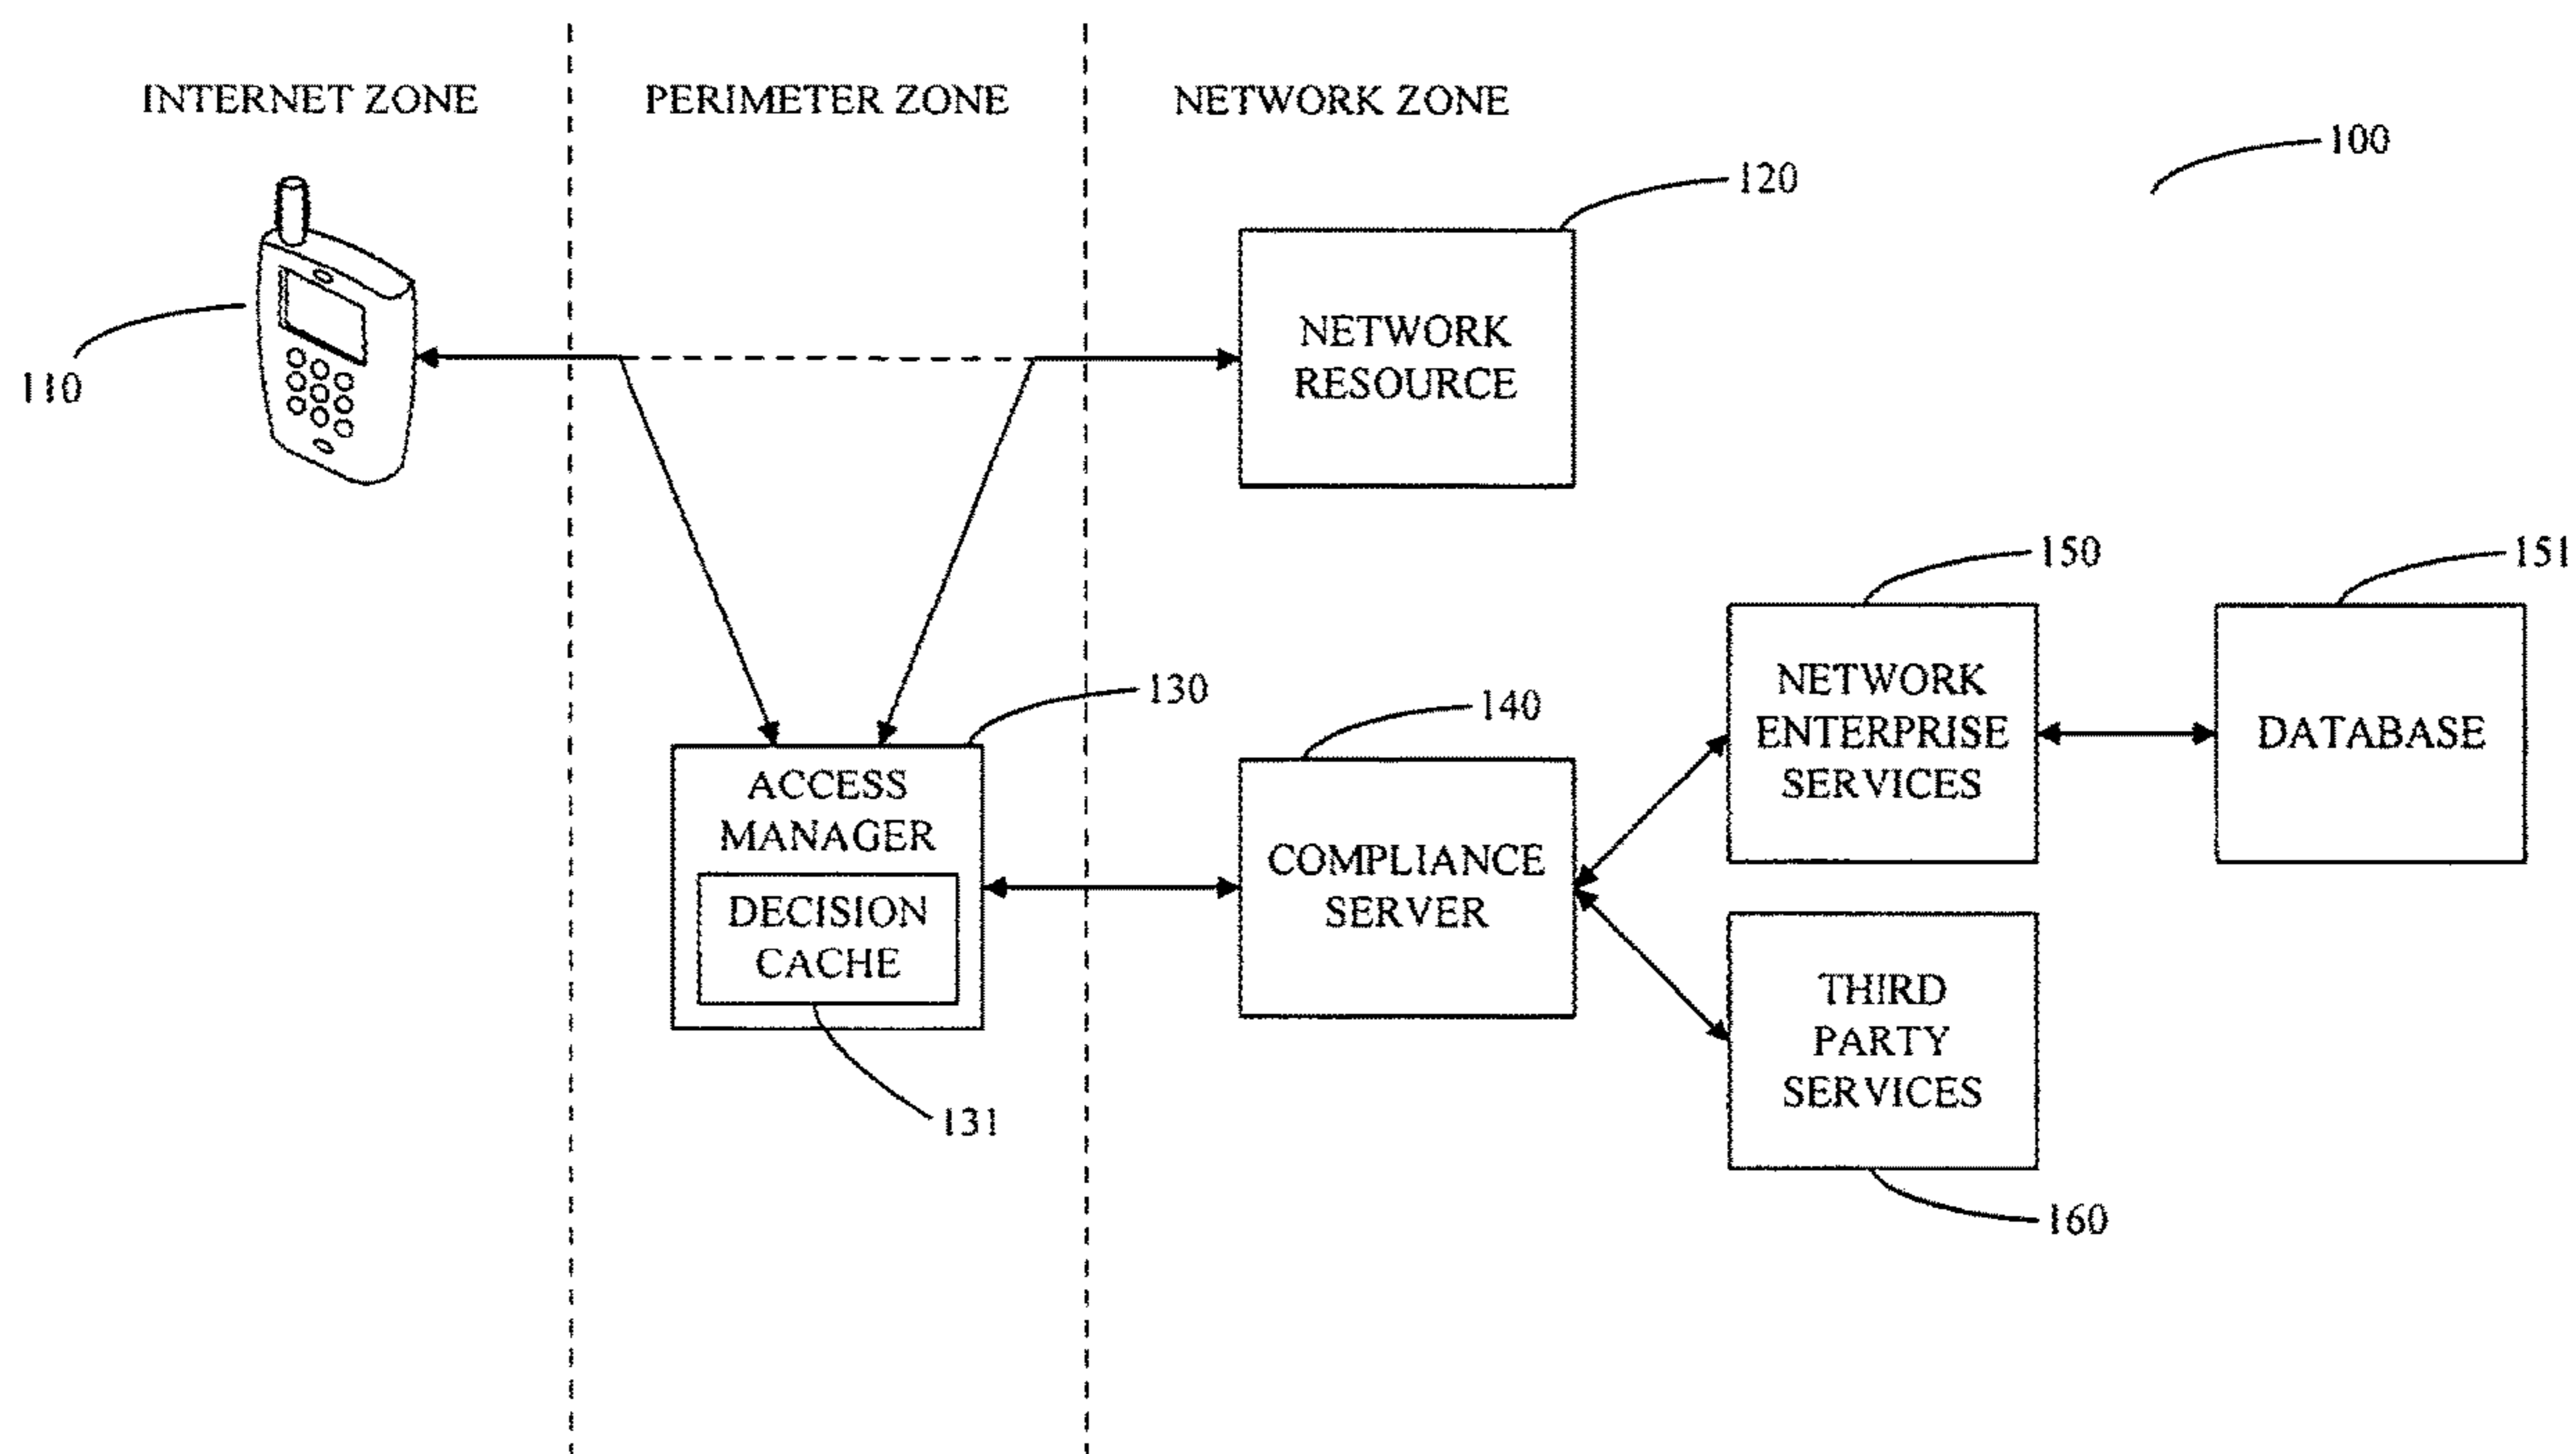 INTERNET ZONE
PERIMETER ZONE
NETWORK ZONE
100
120
NETWORK
RESOURCE
110
150
151
NETWORK
ENTERPRISE
SERVICES
DATABASE
130
140
ACCESS
MANAGER
DECISION
CACHE
COMPLIANCE
SERVER
THIRD
PARTY
SERVICES
131
160